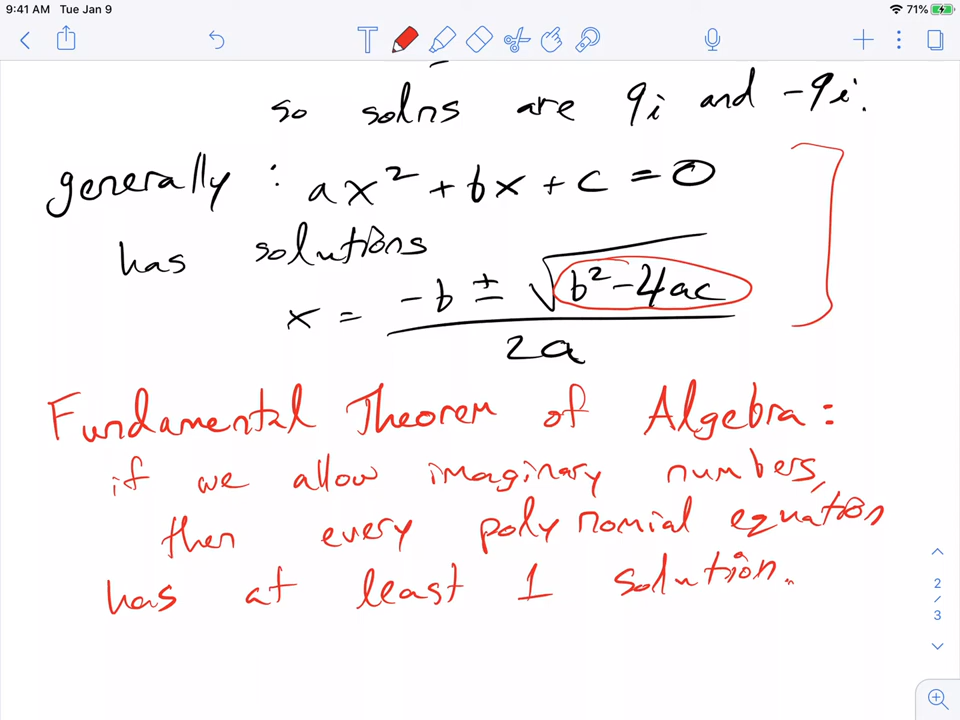 9:41 AM Tue Jan 9
71%
T
so solns are 9i and -9i.
generally : ax² + bx + c = 0
has solutions
x = (-b ± √(b² - 4ac)) / 2a
Fundamental Theorem of Algebra:
if we allow imaginary numbers,
then every polynomial equation
has at least 1 solution.
2
/
3